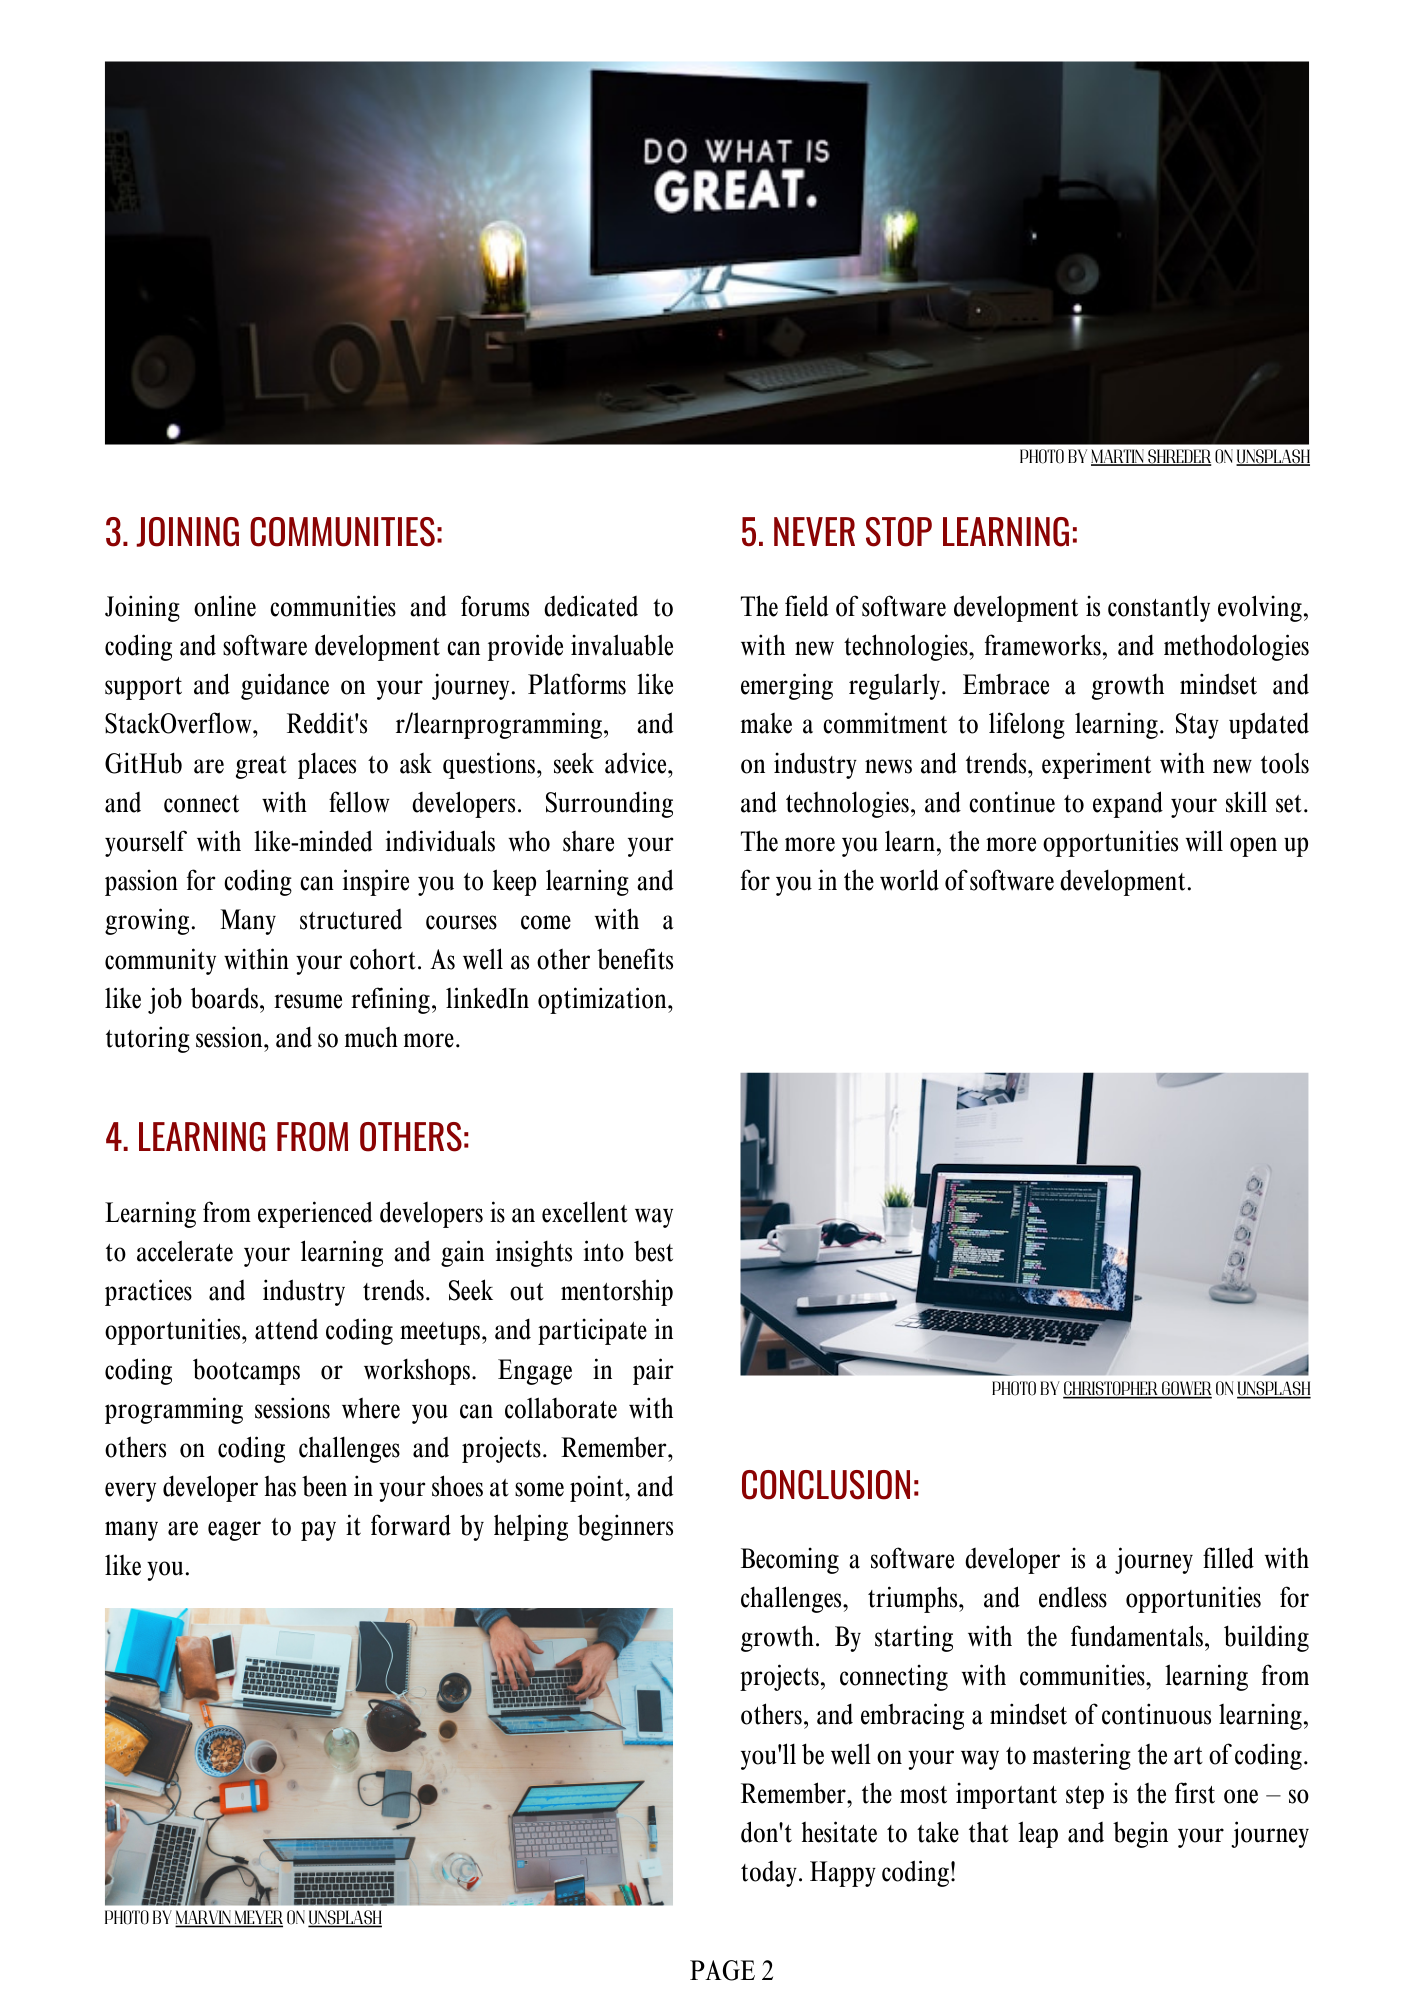 DO WHAT IS
GREAT.
LOVE
PHOTO BY MARTIN SHREDER ON UNSPLASH
3. JOINING COMMUNITIES:
Joining online communities and forums dedicated to
coding and software development can provide invaluable
support and guidance on your journey. Platforms like
StackOverflow, Reddit's r/learnprogramming, and
GitHub are great places to ask questions, seek advice,
and connect with fellow developers. Surrounding
yourself with like-minded individuals who share your
passion for coding can inspire you to keep learning and
growing. Many structured courses come with a
community within your cohort. As well as other benefits
like job boards, resume refining, linkedIn optimization,
tutoring session, and so much more.
4. LEARNING FROM OTHERS:
Learning from experienced developers is an excellent way
to accelerate your learning and gain insights into best
practices and industry trends. Seek out mentorship
opportunities, attend coding meetups, and participate in
coding bootcamps or workshops. Engage in pair
programming sessions where you can collaborate with
others on coding challenges and projects. Remember,
every developer has been in your shoes at some point, and
many are eager to pay it forward by helping beginners
like you.
PHOTO BY MARVIN MEYER ON UNSPLASH
5. NEVER STOP LEARNING:
The field of software development is constantly evolving,
with new technologies, frameworks, and methodologies
emerging regularly. Embrace a growth mindset and
make a commitment to lifelong learning. Stay updated
on industry news and trends, experiment with new tools
and technologies, and continue to expand your skill set.
The more you learn, the more opportunities will open up
for you in the world of software development.
PHOTO BY CHRISTOPHER GOWER ON UNSPLASH
CONCLUSION:
Becoming a software developer is a journey filled with
challenges, triumphs, and endless opportunities for
growth. By starting with the fundamentals, building
projects, connecting with communities, learning from
others, and embracing a mindset of continuous learning,
you'll be well on your way to mastering the art of coding.
Remember, the most important step is the first one – so
don't hesitate to take that leap and begin your journey
today. Happy coding!
PAGE 2